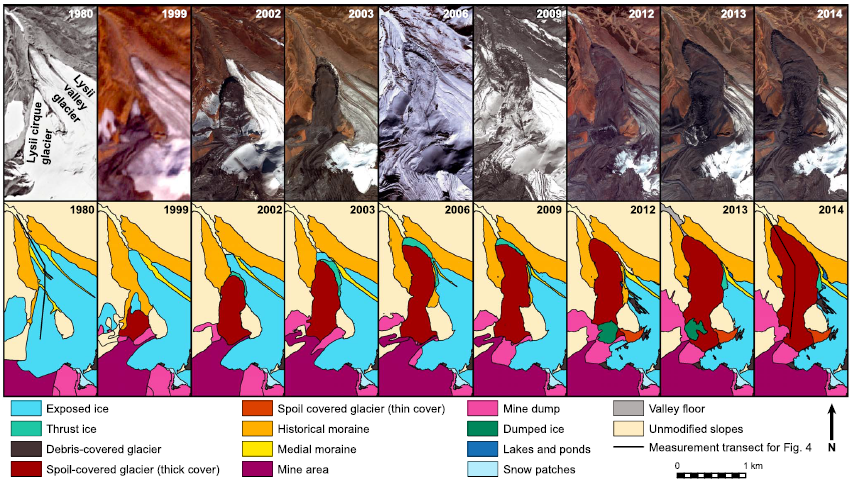 1980 1999 2002 2003 2006 2009 2012 2013 2014
Lysii valley glacier
Lysii cirque glacier
1980 1999 2002 2003 2006 2009 2012 2013 2014
Exposed ice
Thrust ice
Debris-covered glacier
Spoil-covered glacier (thick cover)
Spoil covered glacier (thin cover)
Historical moraine
Medial moraine
Mine area
Mine dump
Dumped ice
Lakes and ponds
Snow patches
Valley floor
Unmodified slopes
Measurement transect for Fig. 4
0 1 km
N